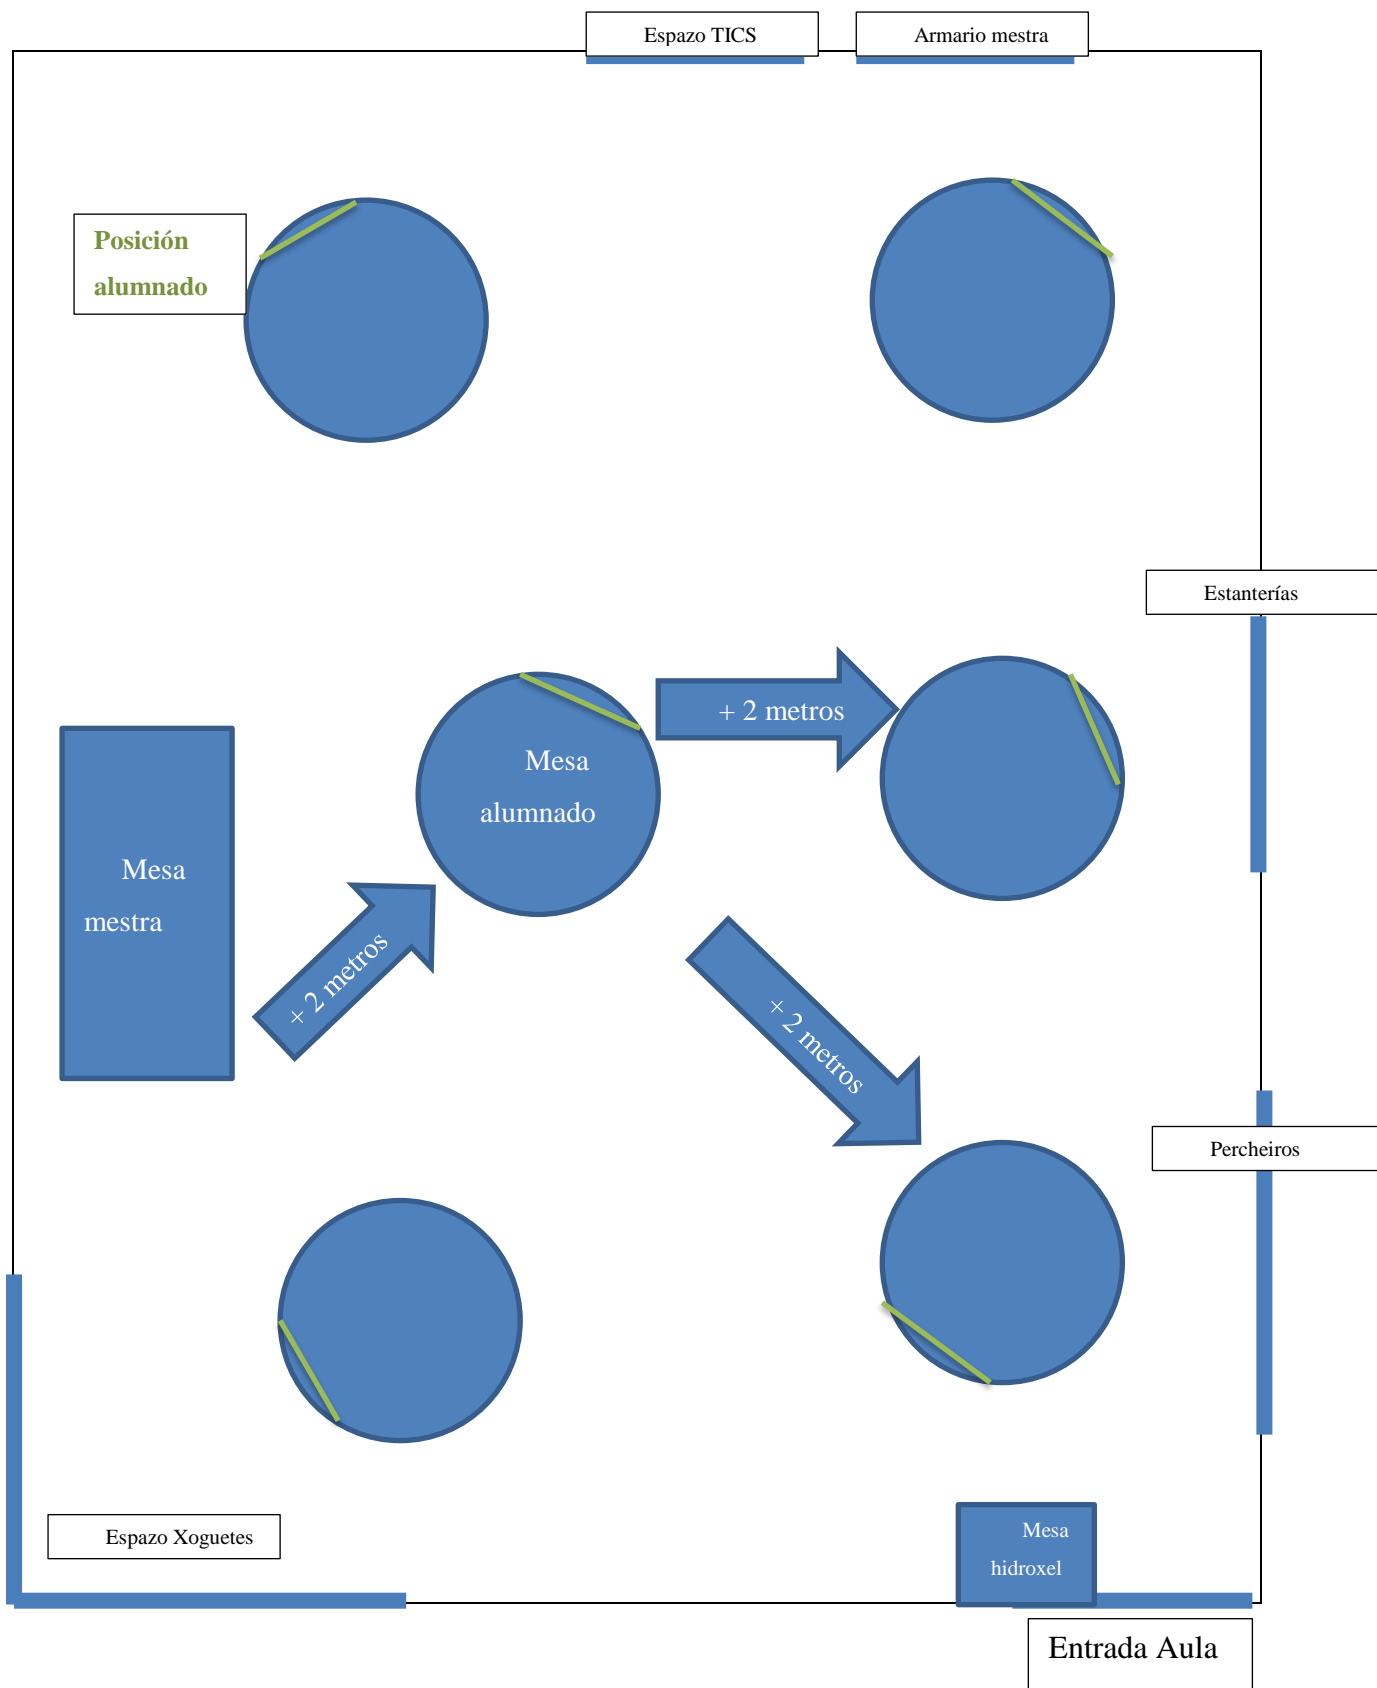 Espazo TICS
Armario mestra
Posición
alumnado
Estanterías
+ 2 metros
Mesa
alumnado
Mesa
mestra
+ 2 metros
+ 2 metros
Percheiros
Espazo Xoguetes
Mesa
hidroxel
Entrada Aula